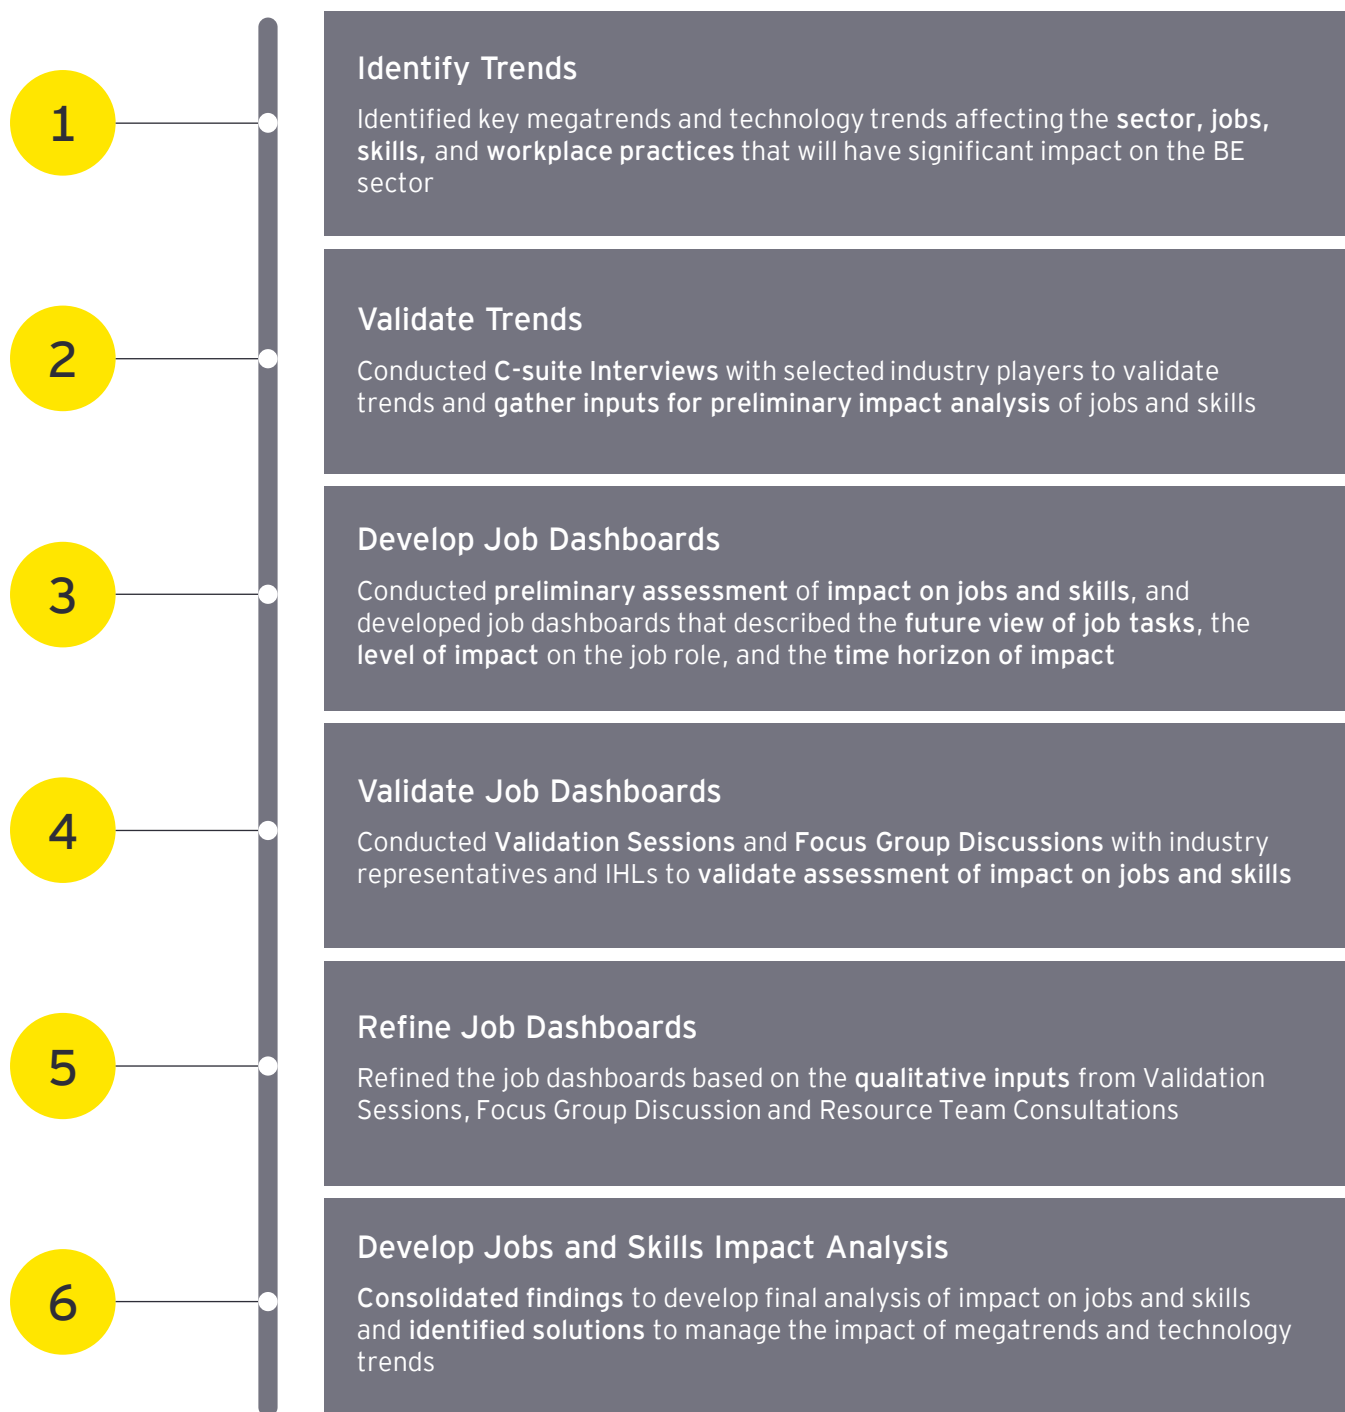 1
Identify Trends
Identified key megatrends and technology trends affecting the sector, jobs,
skills, and workplace practices that will have significant impact on the BE
sector
2
Validate Trends
Conducted C-suite Interviews with selected industry players to validate
trends and gather inputs for preliminary impact analysis of jobs and skills
3
Develop Job Dashboards
Conducted preliminary assessment of impact on jobs and skills, and
developed job dashboards that described the future view of job tasks, the
level of impact on the job role, and the time horizon of impact
4
Validate Job Dashboards
Conducted Validation Sessions and Focus Group Discussions with industry
representatives and IHLs to validate assessment of impact on jobs and skills
5
Refine Job Dashboards
Refined the job dashboards based on the qualitative inputs from Validation
Sessions, Focus Group Discussion and Resource Team Consultations
6
Develop Jobs and Skills Impact Analysis
Consolidated findings to develop final analysis of impact on jobs and skills
and identified solutions to manage the impact of megatrends and technology
trends